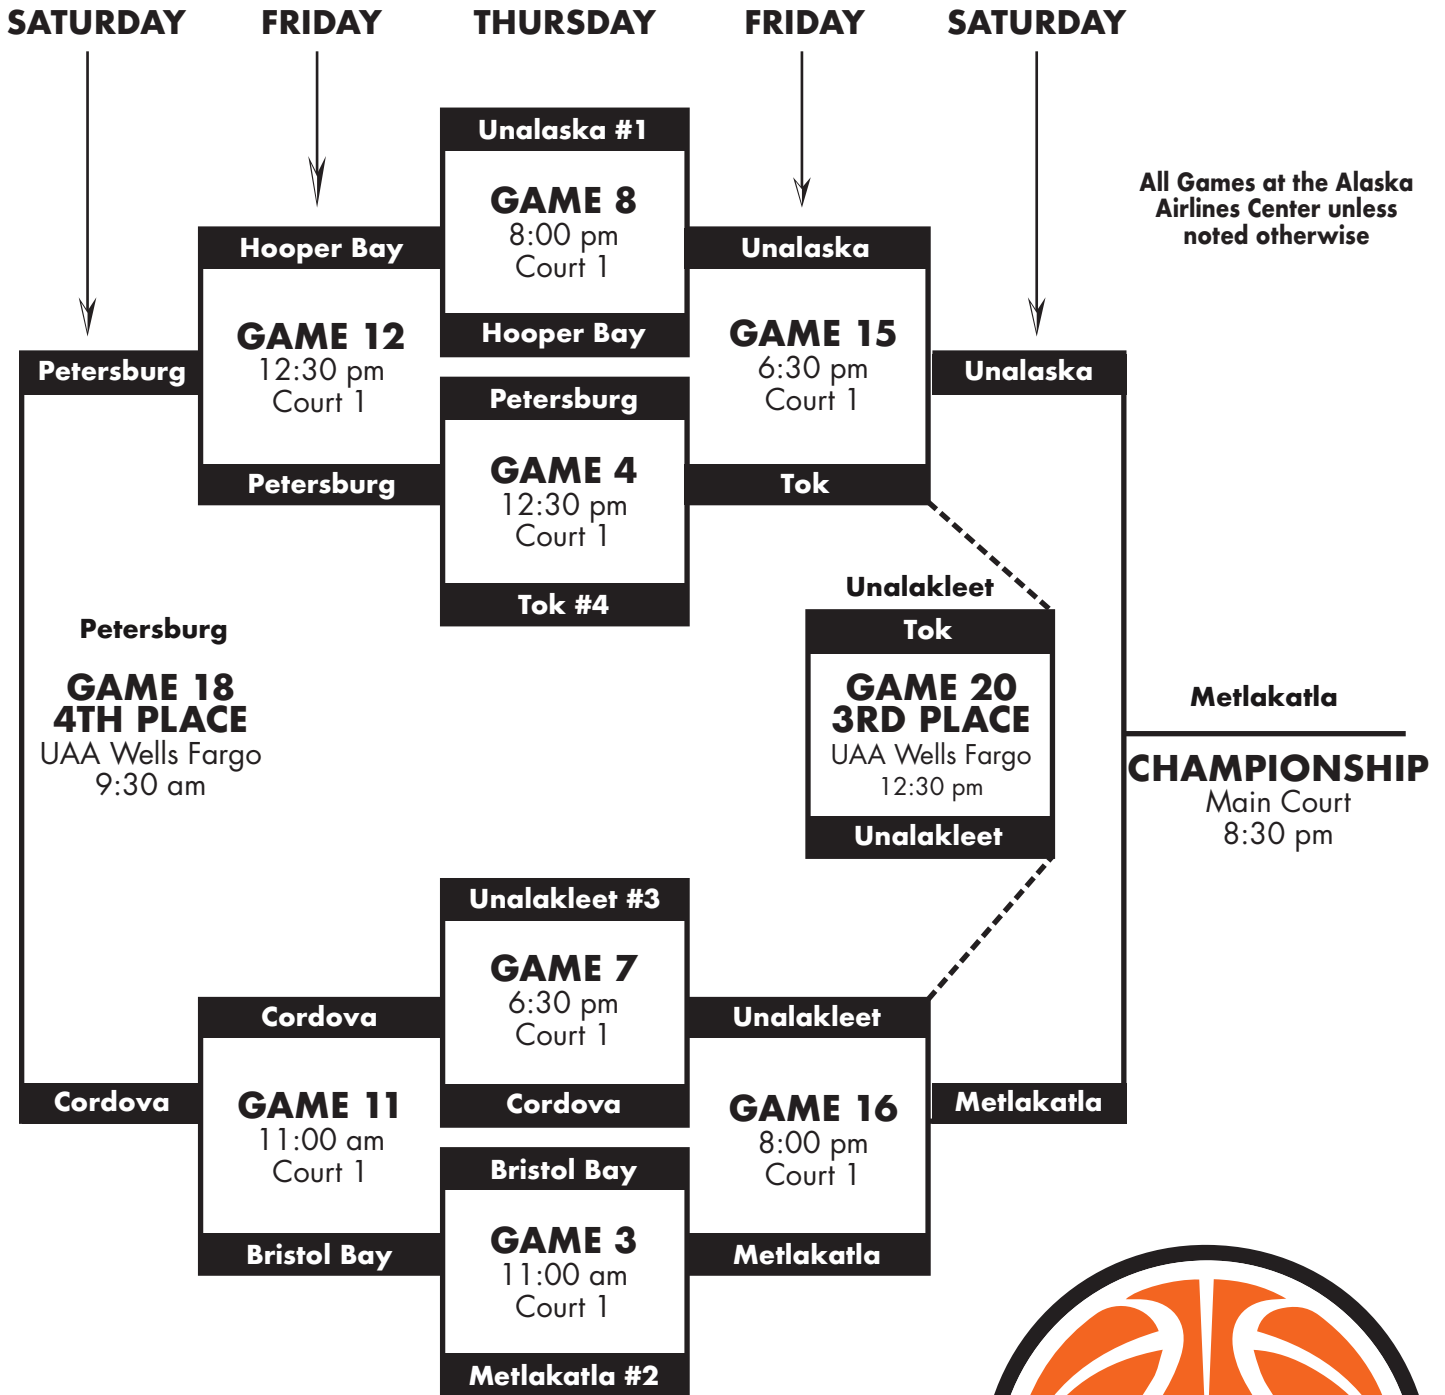 SATURDAY FRIDAY THURSDAY FRIDAY SATURDAY
Unalaska #1
GAME 8
8:00 pm
Court 1
Hooper Bay
All Games at the Alaska
Airlines Center unless
noted otherwise
Hooper Bay
GAME 12
12:30 pm
Court 1
Petersburg
Unalaska
GAME 15
6:30 pm
Court 1
Tok
Petersburg
Unalaska
Petersburg
GAME 4
12:30 pm
Court 1
Tok #4
Petersburg
GAME 18
4TH PLACE
UAA Wells Fargo
9:30 am
Unalakleet
Tok
GAME 20
3RD PLACE
UAA Wells Fargo
12:30 pm
Unalakleet
Metlakatla
CHAMPIONSHIP
Main Court
8:30 pm
Unalakleet #3
GAME 7
6:30 pm
Court 1
Cordova
Cordova
GAME 11
11:00 am
Court 1
Bristol Bay
Unalakleet
GAME 16
8:00 pm
Court 1
Metlakatla
Cordova
Metlakatla
Bristol Bay
GAME 3
11:00 am
Court 1
Metlakatla #2